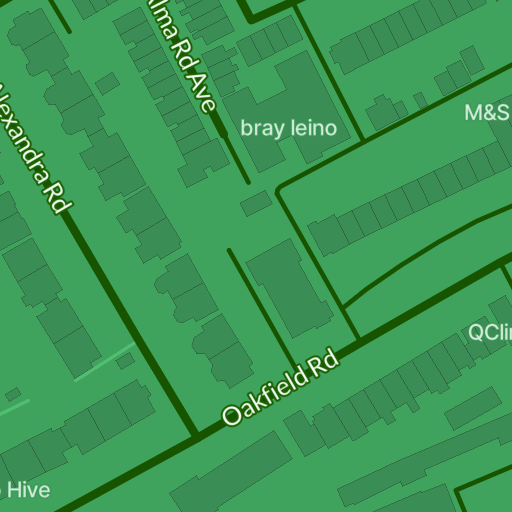 Alma Rd Ave
Alexandra Rd
bray leino
M&S
QClin
Oakfield Rd
Hive